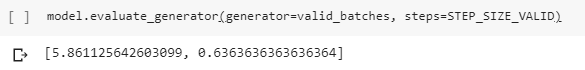 [ ] model.evaluate_generator(generator=valid_batches, steps=STEP_SIZE_VALID)
[5.861125642603099, 0.6363636363636364]